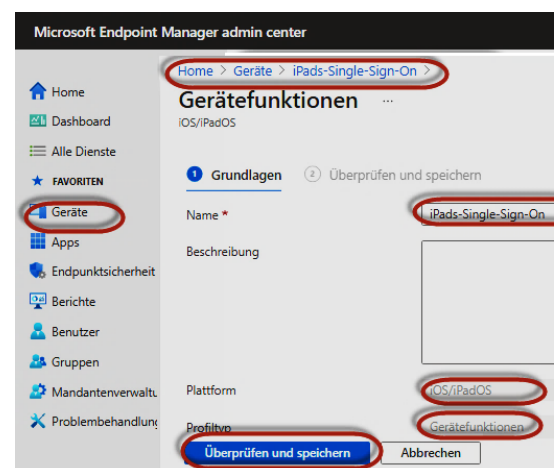 Microsoft Endpoint Manager admin center
Home > Geräte > iPads-Single-Sign-On >
Gerätefunktionen ...
iOS/iPadOS
Home
Dashboard
Alle Dienste
FAVORITEN
Geräte
Apps
Endpunktsicherheit
Berichte
Benutzer
Gruppen
Mandantenverwaltu
Problembehandlung
1 Grundlagen 2 Überprüfen und speichern
Name * iPads-Single-Sign-On
Beschreibung
Plattform iOS/iPadOS
Profiltyp Gerätefunktionen
Überprüfen und speichern Abbrechen